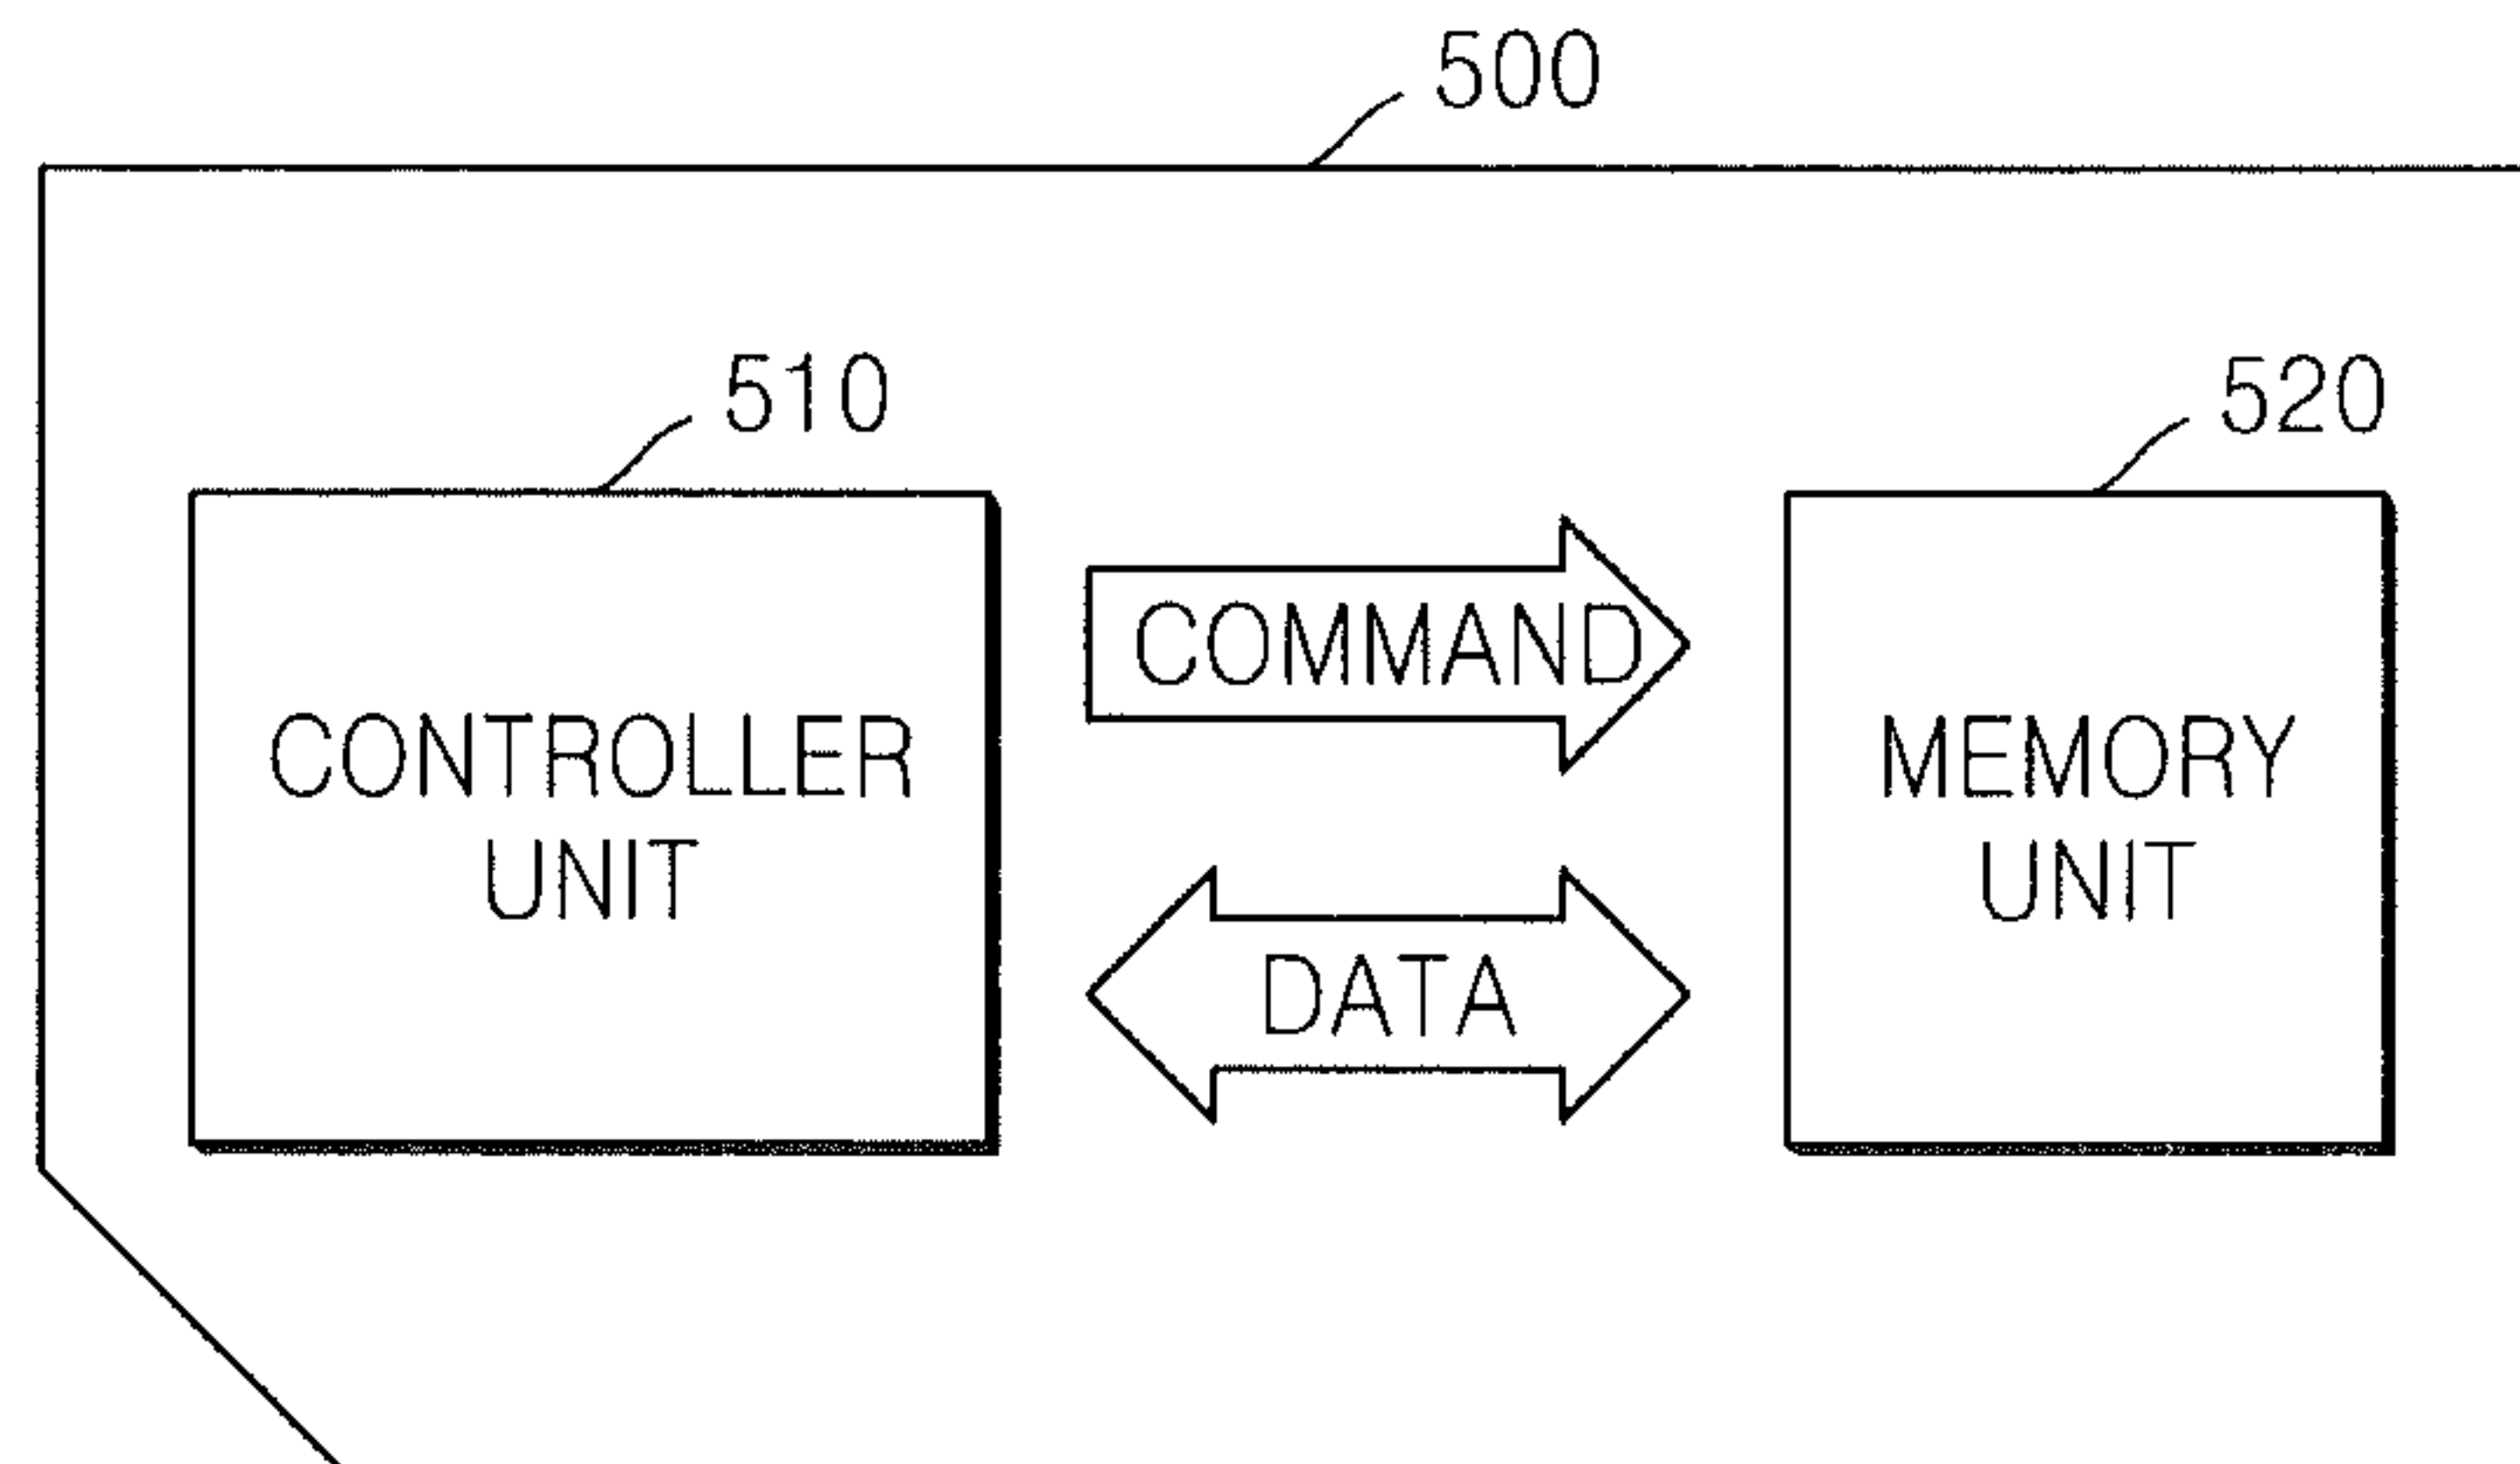 500
510
520
COMMAND
CONTROLLER
UNIT
MEMORY
UNIT
DATA